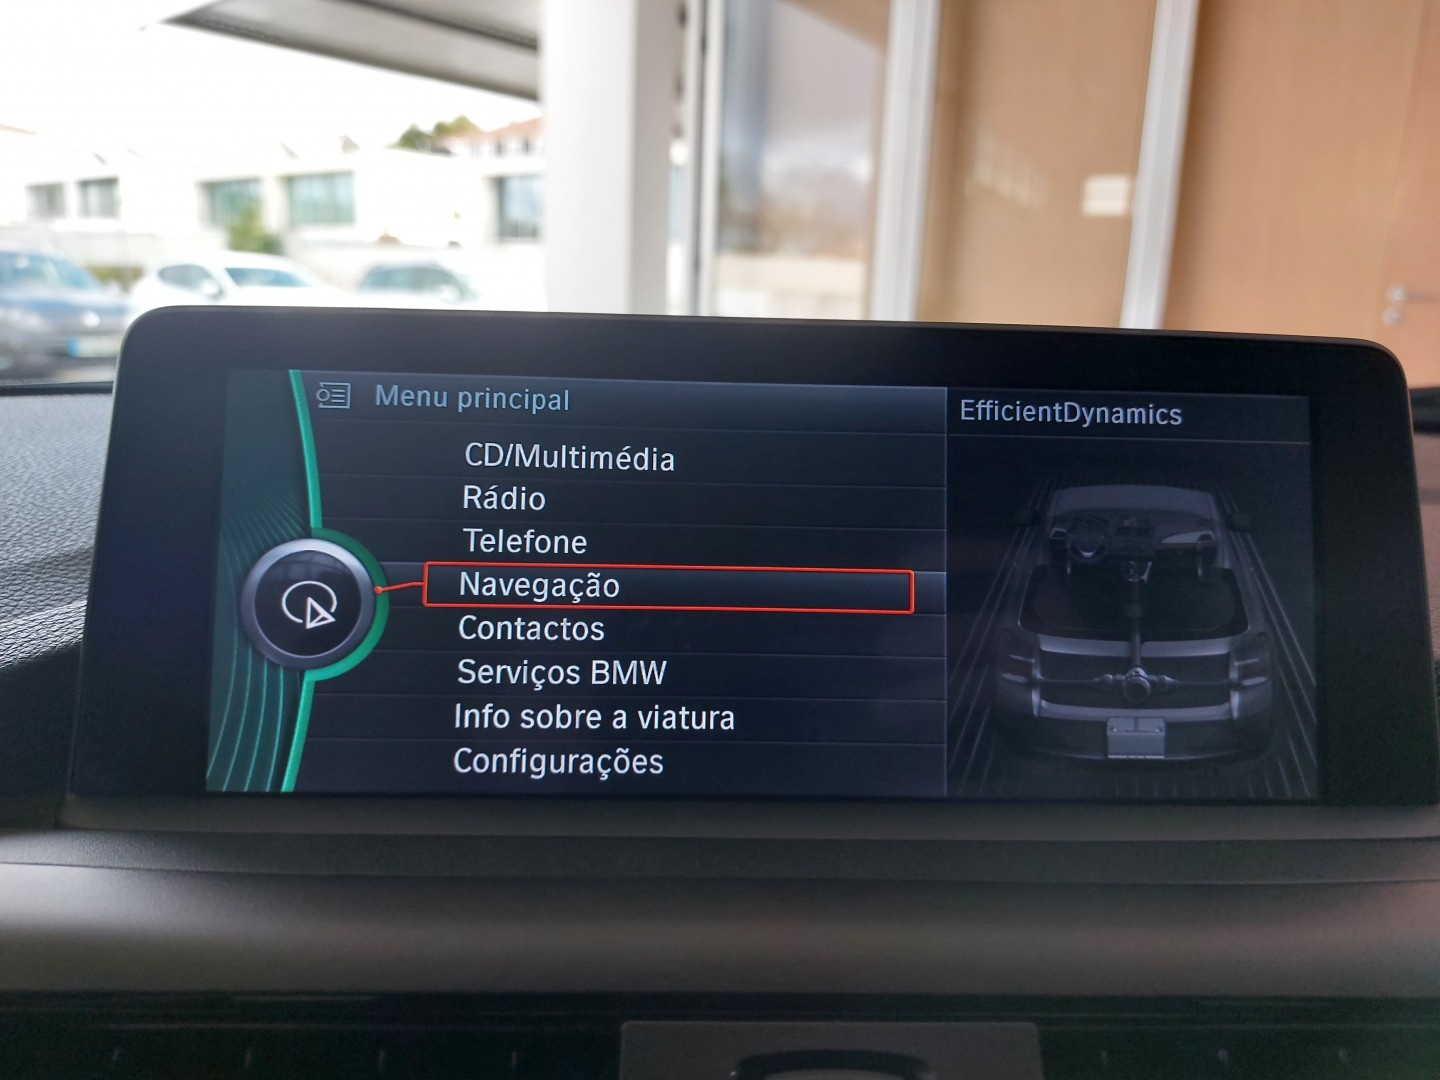 Menu principal
EfficientDynamics
CD/Multimédia
Rádio
Telefone
Navegação
Contactos
Serviços BMW
Info sobre a viatura
Configurações